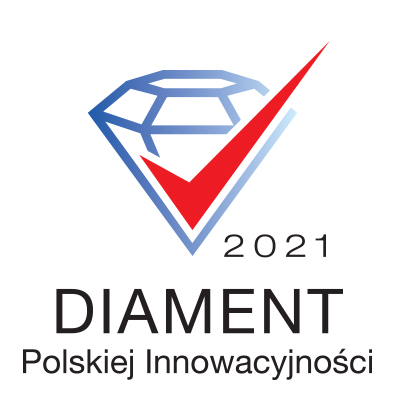 2021
DIAMENT
Polskiej Innowacyjności